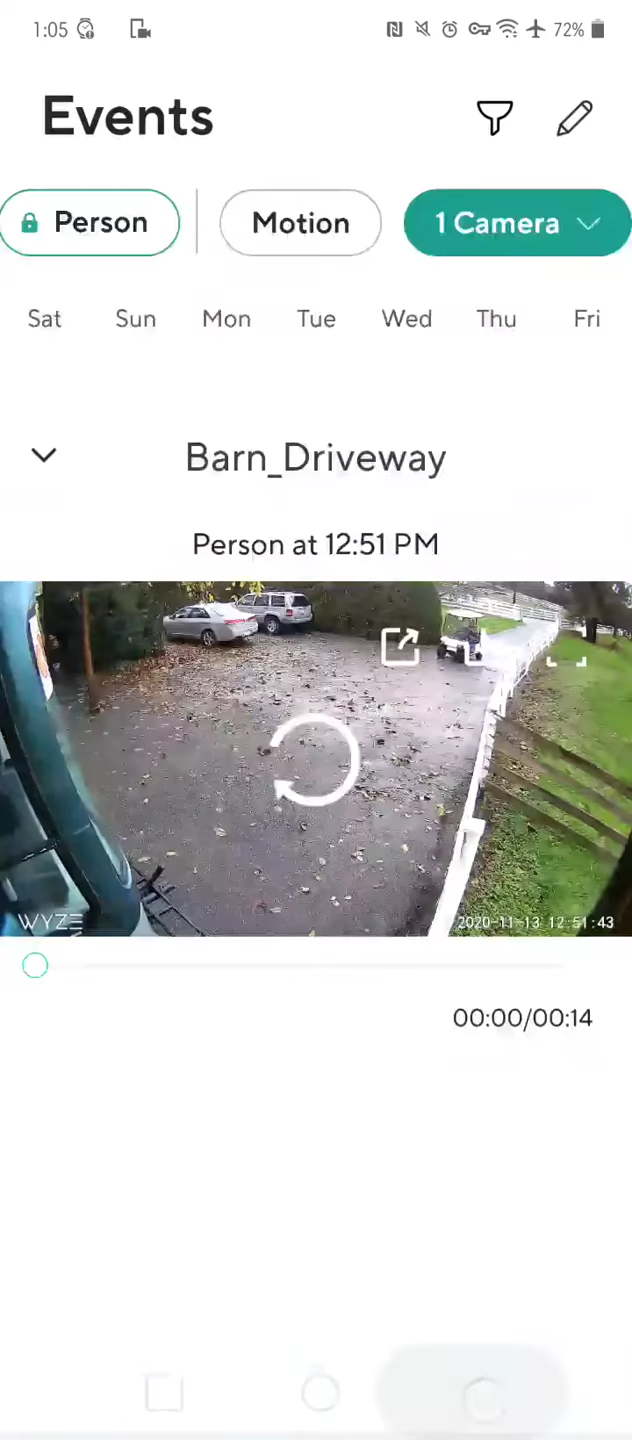 1:05 72%
Events
Person Motion 1 Camera
Sat Sun Mon Tue Wed Thu Fri
Barn_Driveway
Person at 12:51 PM
WYZE 2020-11-13 12:51:43
00:00/00:14